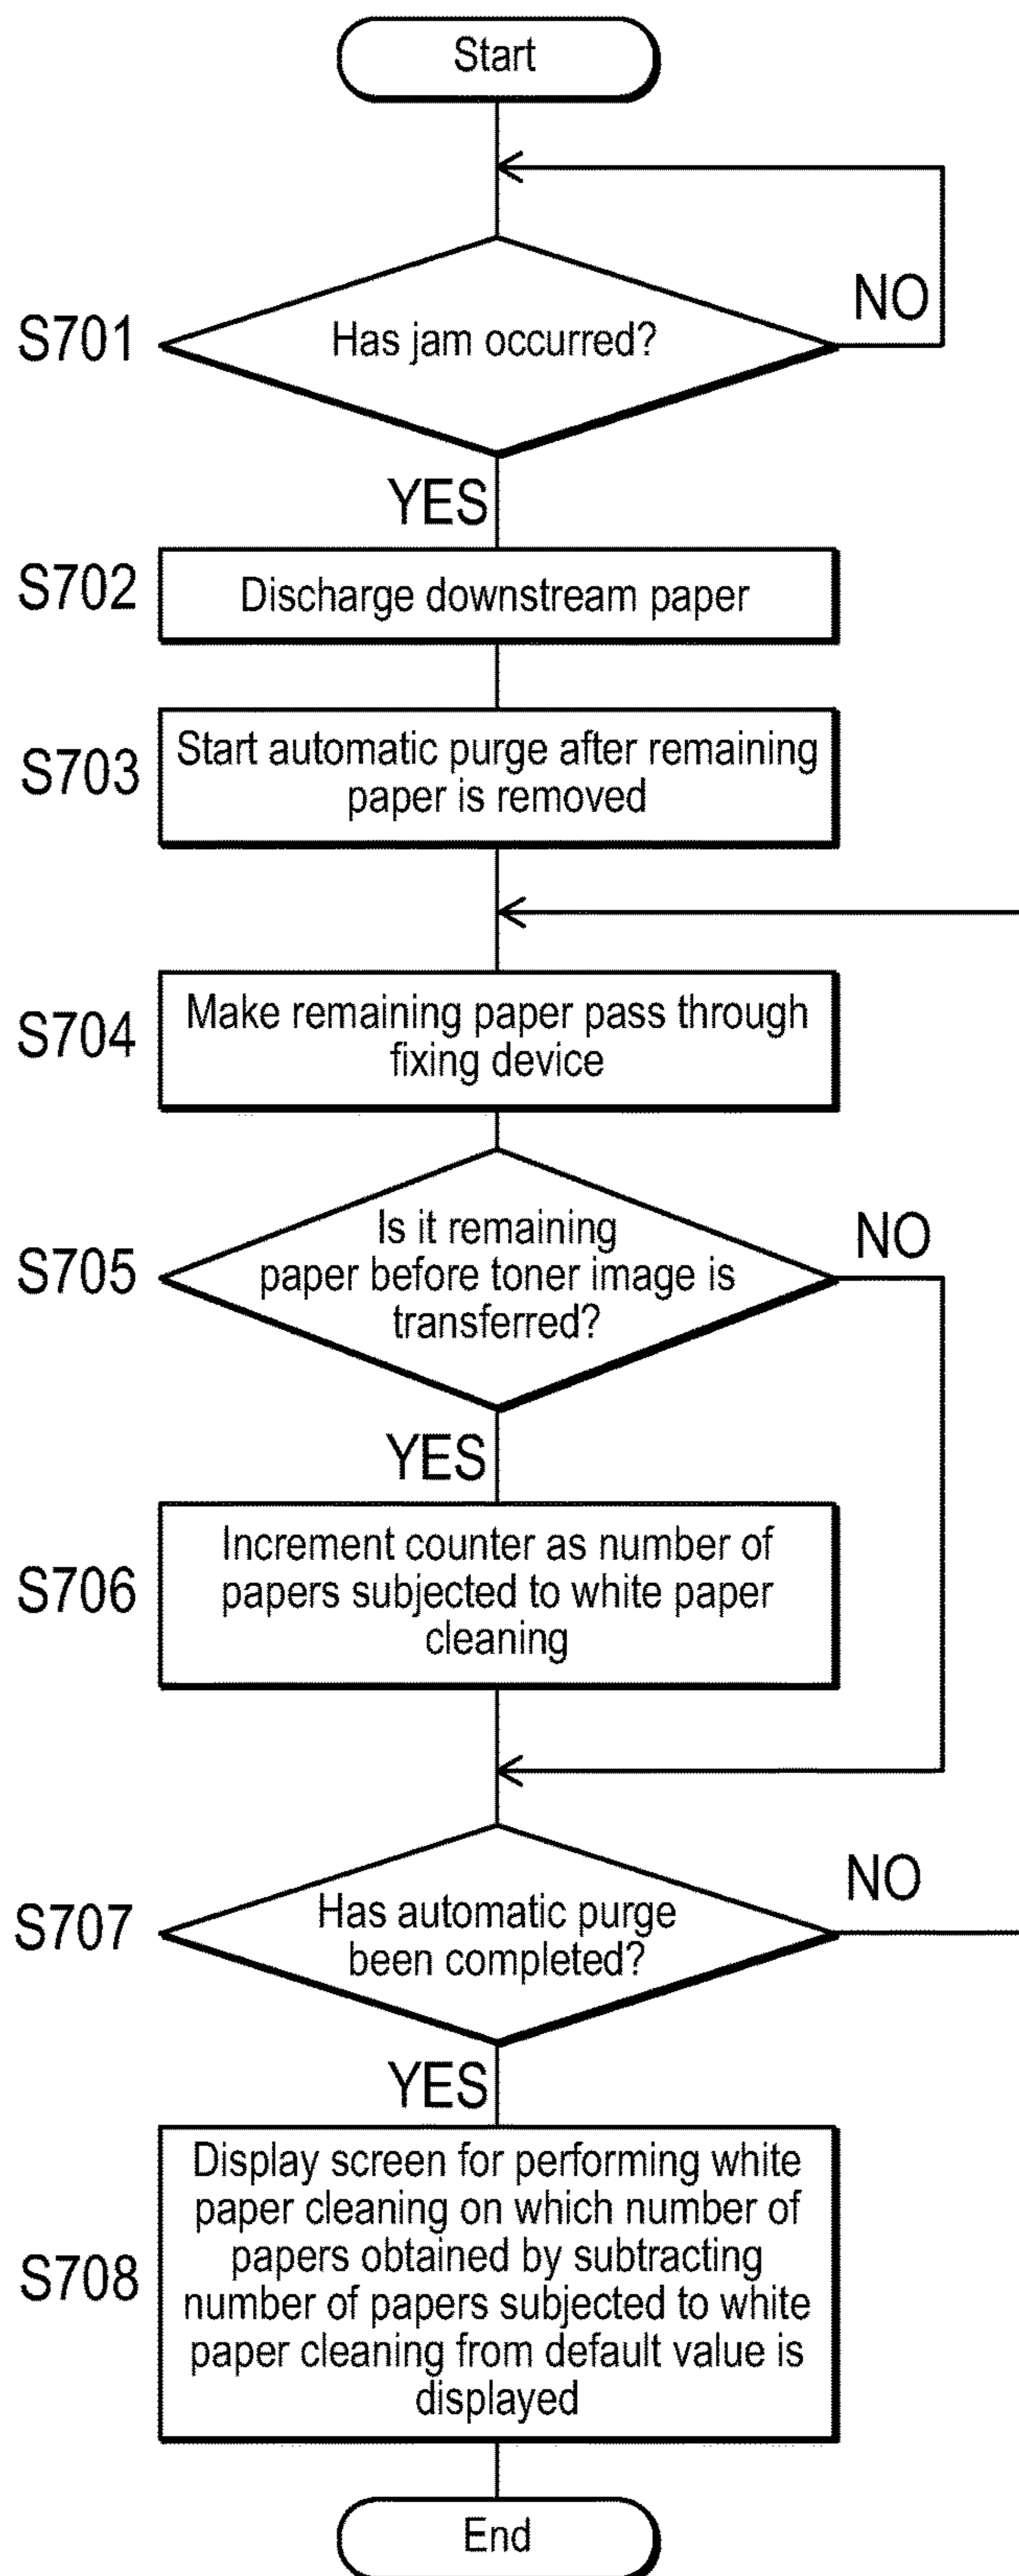 Start
NO
S701
Has jam occurred?
YES
S702
Discharge downstream paper
S703
Start automatic purge after remaining
paper is removed
S704
Make remaining paper pass through
fixing device
S705
Is it remaining
paper before toner image is
transferred?
NO
YES
S706
Increment counter as number of
papers subjected to white paper
cleaning
S707
Has automatic purge
been completed?
NO
YES
S708
Display screen for performing white
paper cleaning on which number of
papers obtained by subtracting
number of papers subjected to white
paper cleaning from default value is
displayed
End